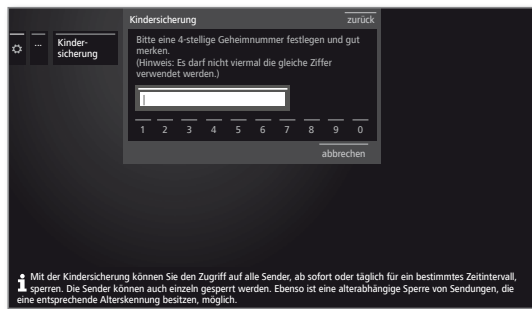 Kindersicherung zurück
... Kinder-
sicherung
Bitte eine 4-stellige Geheimnummer festlegen und gut
merken.
(Hinweis: Es darf nicht viermal die gleiche Ziffer
verwendet werden.)
1 2 3 4 5 6 7 8 9 0
abbrechen
i Mit der Kindersicherung können Sie den Zugriff auf alle Sender, ab sofort oder täglich für ein bestimmtes Zeitintervall,
sperren. Die Sender können auch einzeln gesperrt werden. Ebenso ist eine alterabhängige Sperre von Sendungen, die
eine entsprechende Alterskennung besitzen, möglich.